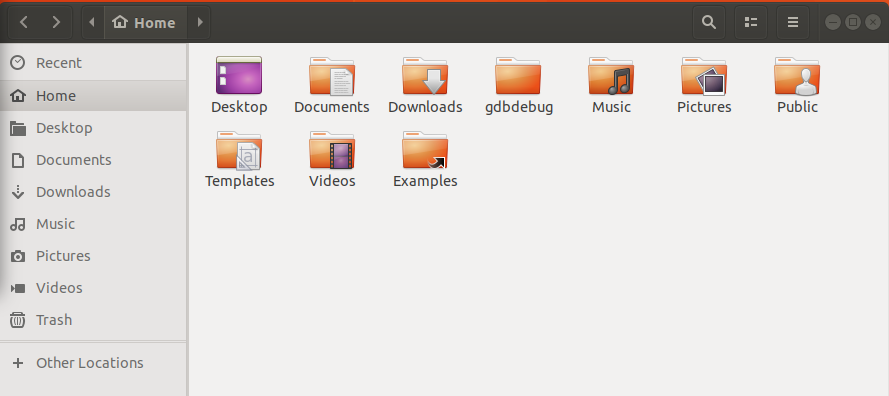 Home
Recent
Home
Desktop
Documents
Downloads
Music
Pictures
Videos
Trash
Other Locations
Desktop Documents Downloads gdbdebug Music Pictures Public
Templates Videos Examples